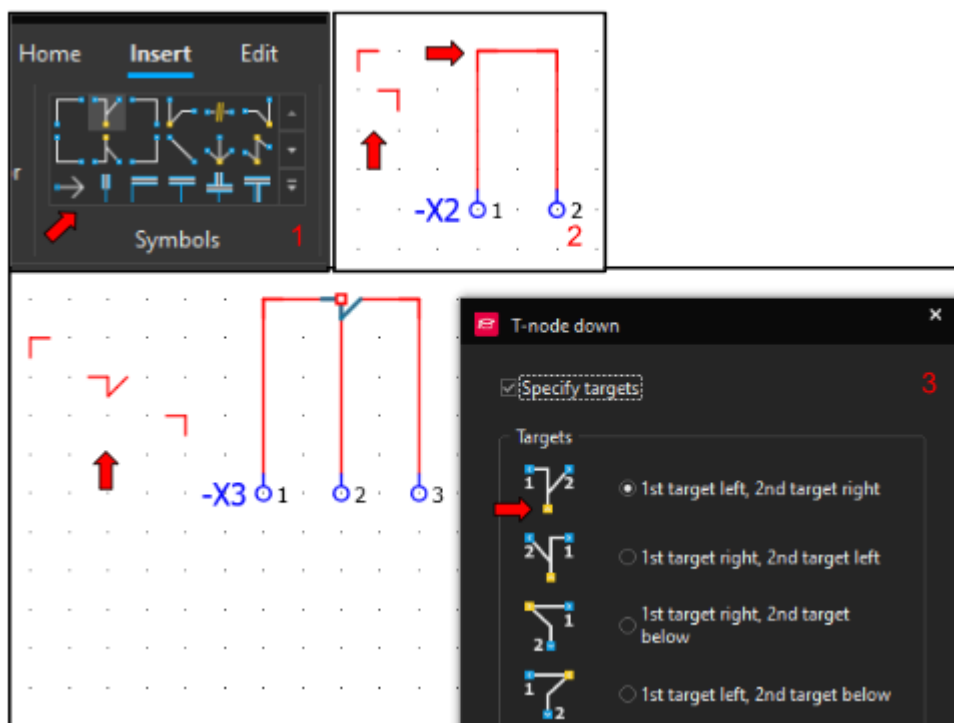 Home Insert Edit
r
Symbols 1
-X2 1 2
2
T-node down
Specify targets 3
Targets
1 2 1st target left, 2nd target right
2 1 1st target right, 2nd target left
1 1st target right, 2nd target
2 below
1 1st target left, 2nd target below
2
-X3 1 2 3